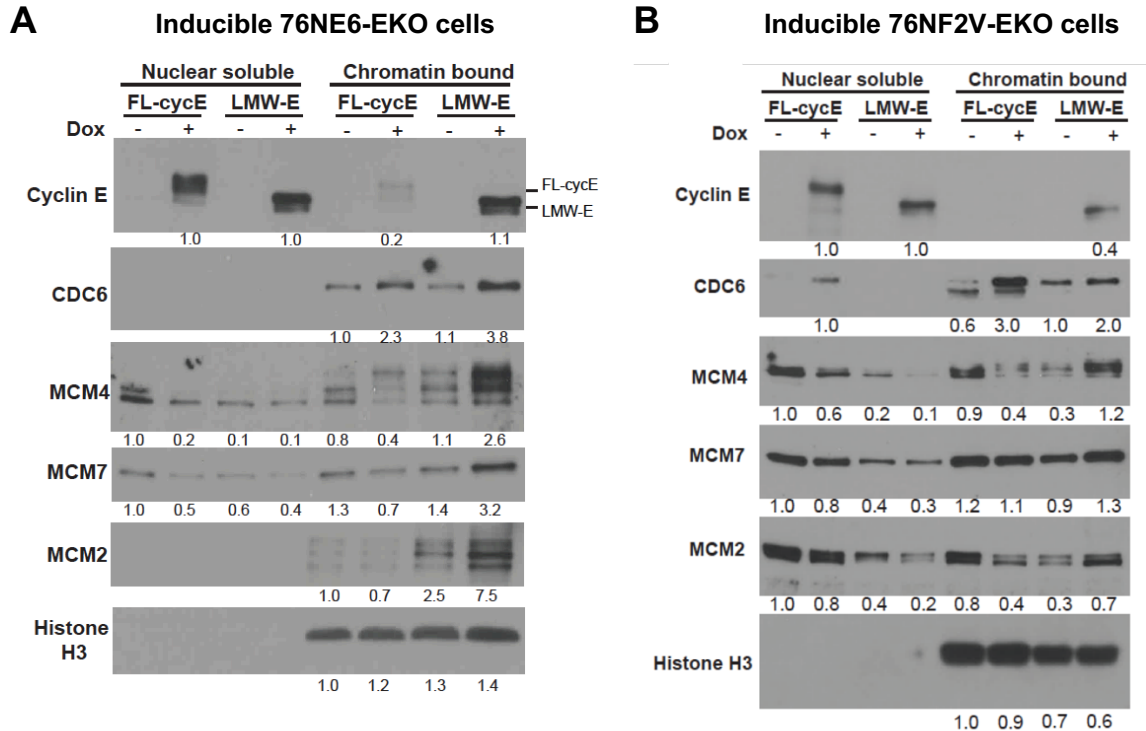 A
Inducible 76NE6-EKO cells
Nuclear soluble Chromatin bound
FL-cycE LMW-E FL-cycE LMW-E
Dox - + - + - + - +
Cyclin E
FL-cycE
LMW-E
1.0 1.0 0.2 1.1
CDC6
1.0 2.3 1.1 3.8
MCM4
1.0 0.2 0.1 0.1 0.8 0.4 1.1 2.6
MCM7
1.0 0.5 0.6 0.4 1.3 0.7 1.4 3.2
MCM2
1.0 0.7 2.5 7.5
Histone
H3
1.0 1.2 1.3 1.4
B
Inducible 76NF2V-EKO cells
Nuclear soluble Chromatin bound
FL-cycE LMW-E FL-cycE LMW-E
Dox - + - + - + - +
Cyclin E
1.0 1.0 0.4
CDC6
1.0 0.6 3.0 1.0 2.0
MCM4
1.0 0.6 0.2 0.1 0.9 0.4 0.3 1.2
MCM7
1.0 0.8 0.4 0.3 1.2 1.1 0.9 1.3
MCM2
1.0 0.8 0.4 0.2 0.8 0.4 0.3 0.7
Histone H3
1.0 0.9 0.7 0.6